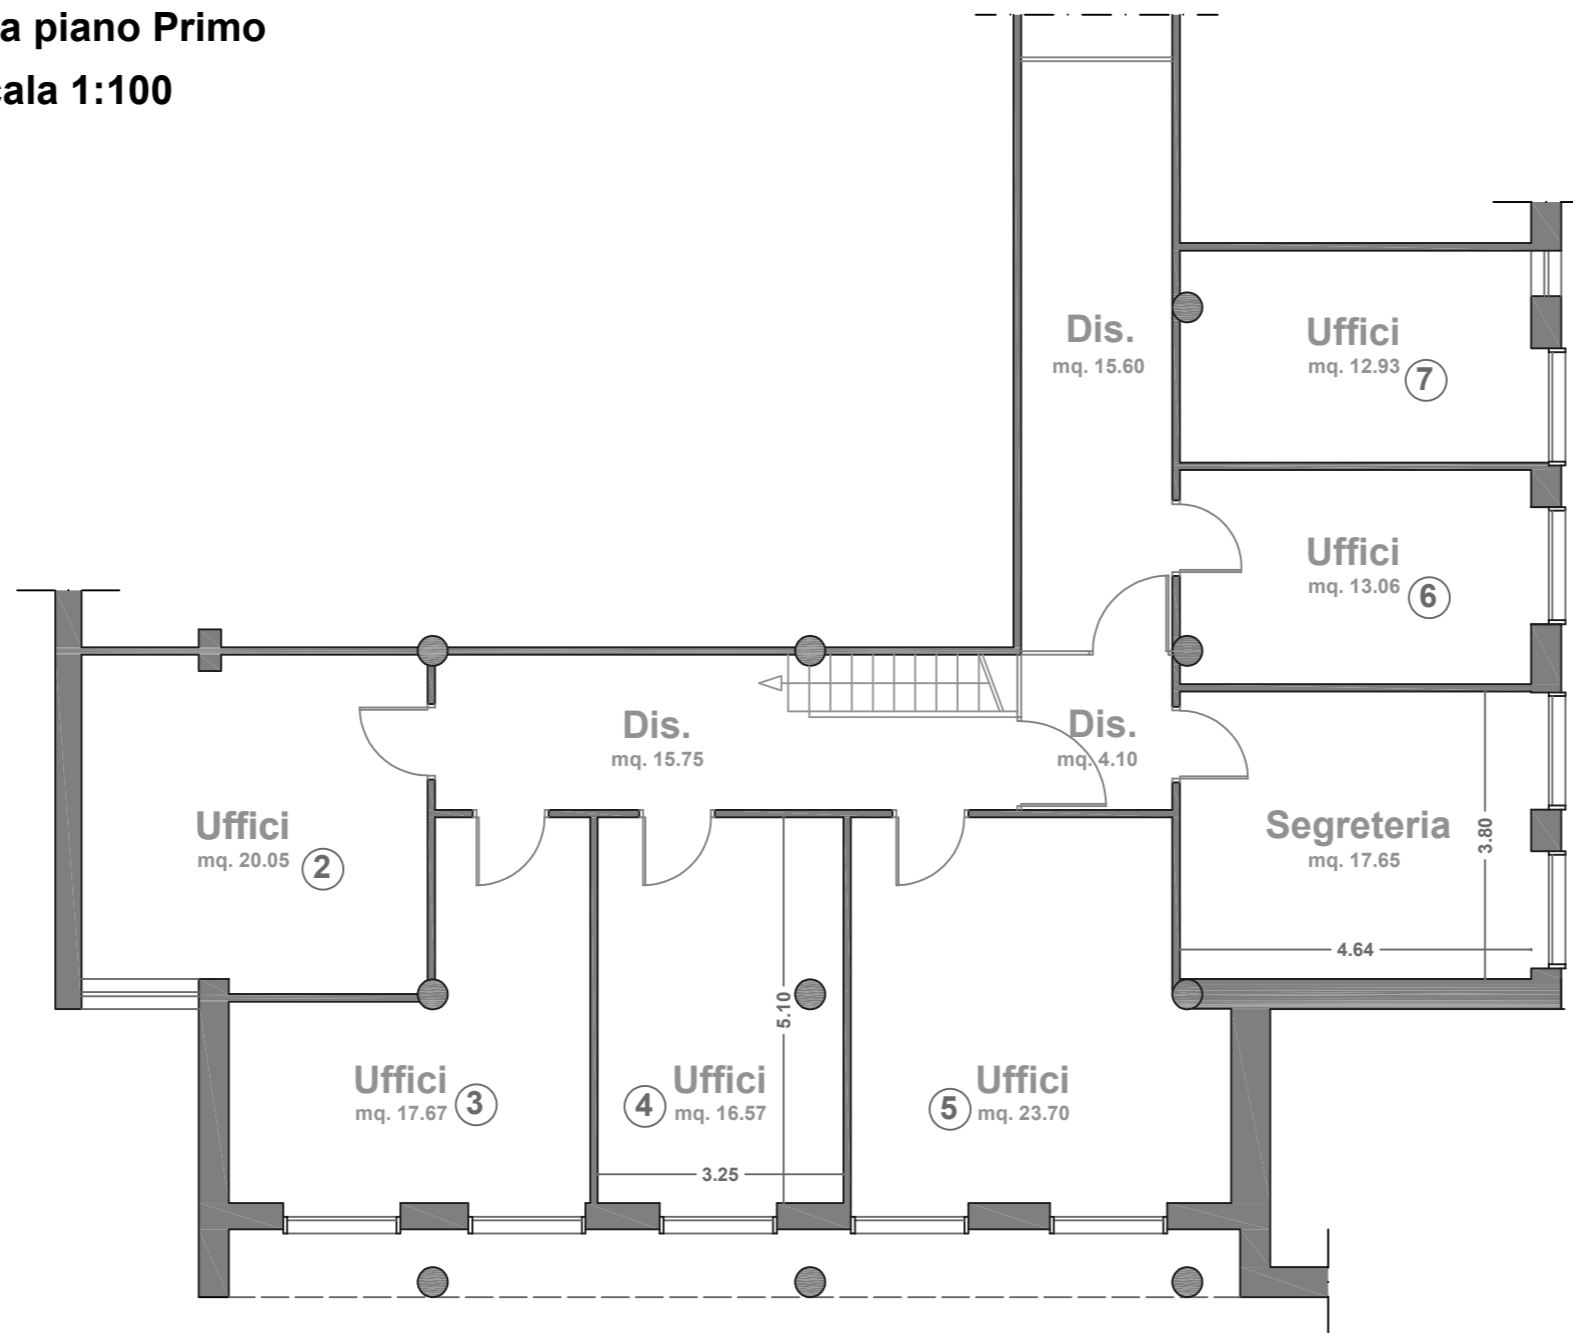 a piano Primo
cala 1:100
Dis.
mq. 15.60
Uffici
mq. 12.93
7
Uffici
mq. 13.06
6
Dis.
mq. 15.75
Dis.
mq. 4.10
Uffici
mq. 20.05
2
Segreteria
mq. 17.65
3.80
4.64
Uffici
mq. 17.67
3
4
Uffici
mq. 16.57
5.10
3.25
5
Uffici
mq. 23.70